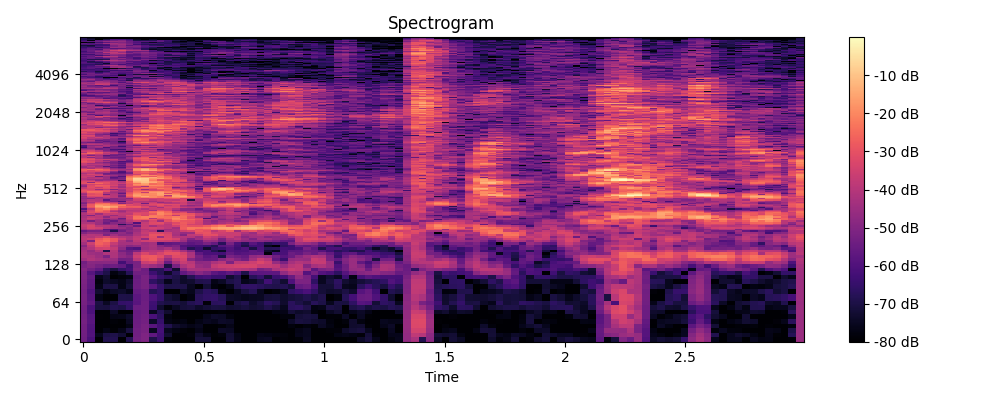 Spectrogram
4096
2048
1024
512
256
128
64
0
Hz
0
0.5
1
1.5
2
2.5
Time
-10 dB
-20 dB
-30 dB
-40 dB
-50 dB
-60 dB
-70 dB
-80 dB